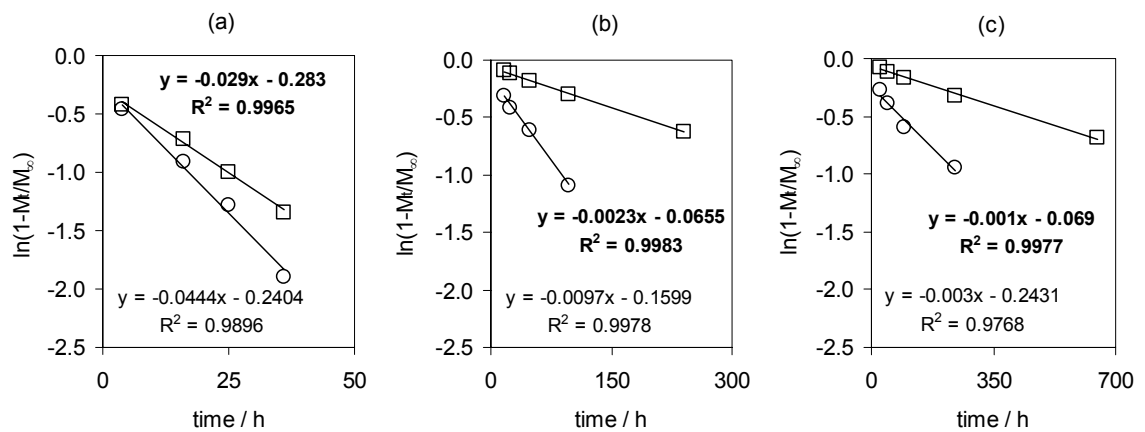 (a)
ln(1-Mt/M∞)
0.0
-0.5
-1.0
-1.5
-2.0
-2.5
y = -0.029x - 0.283
R² = 0.9965
y = -0.0444x - 0.2404
R² = 0.9896
0
25
50
time / h
(b)
ln(1-Mt/M∞)
0.0
-0.5
-1.0
-1.5
-2.0
-2.5
y = -0.0023x - 0.0655
R² = 0.9983
y = -0.0097x - 0.1599
R² = 0.9978
0
150
300
time / h
(c)
ln(1-Mt/M∞)
0.0
-0.5
-1.0
-1.5
-2.0
-2.5
y = -0.001x - 0.069
R² = 0.9977
y = -0.003x - 0.2431
R² = 0.9768
0
350
700
time / h